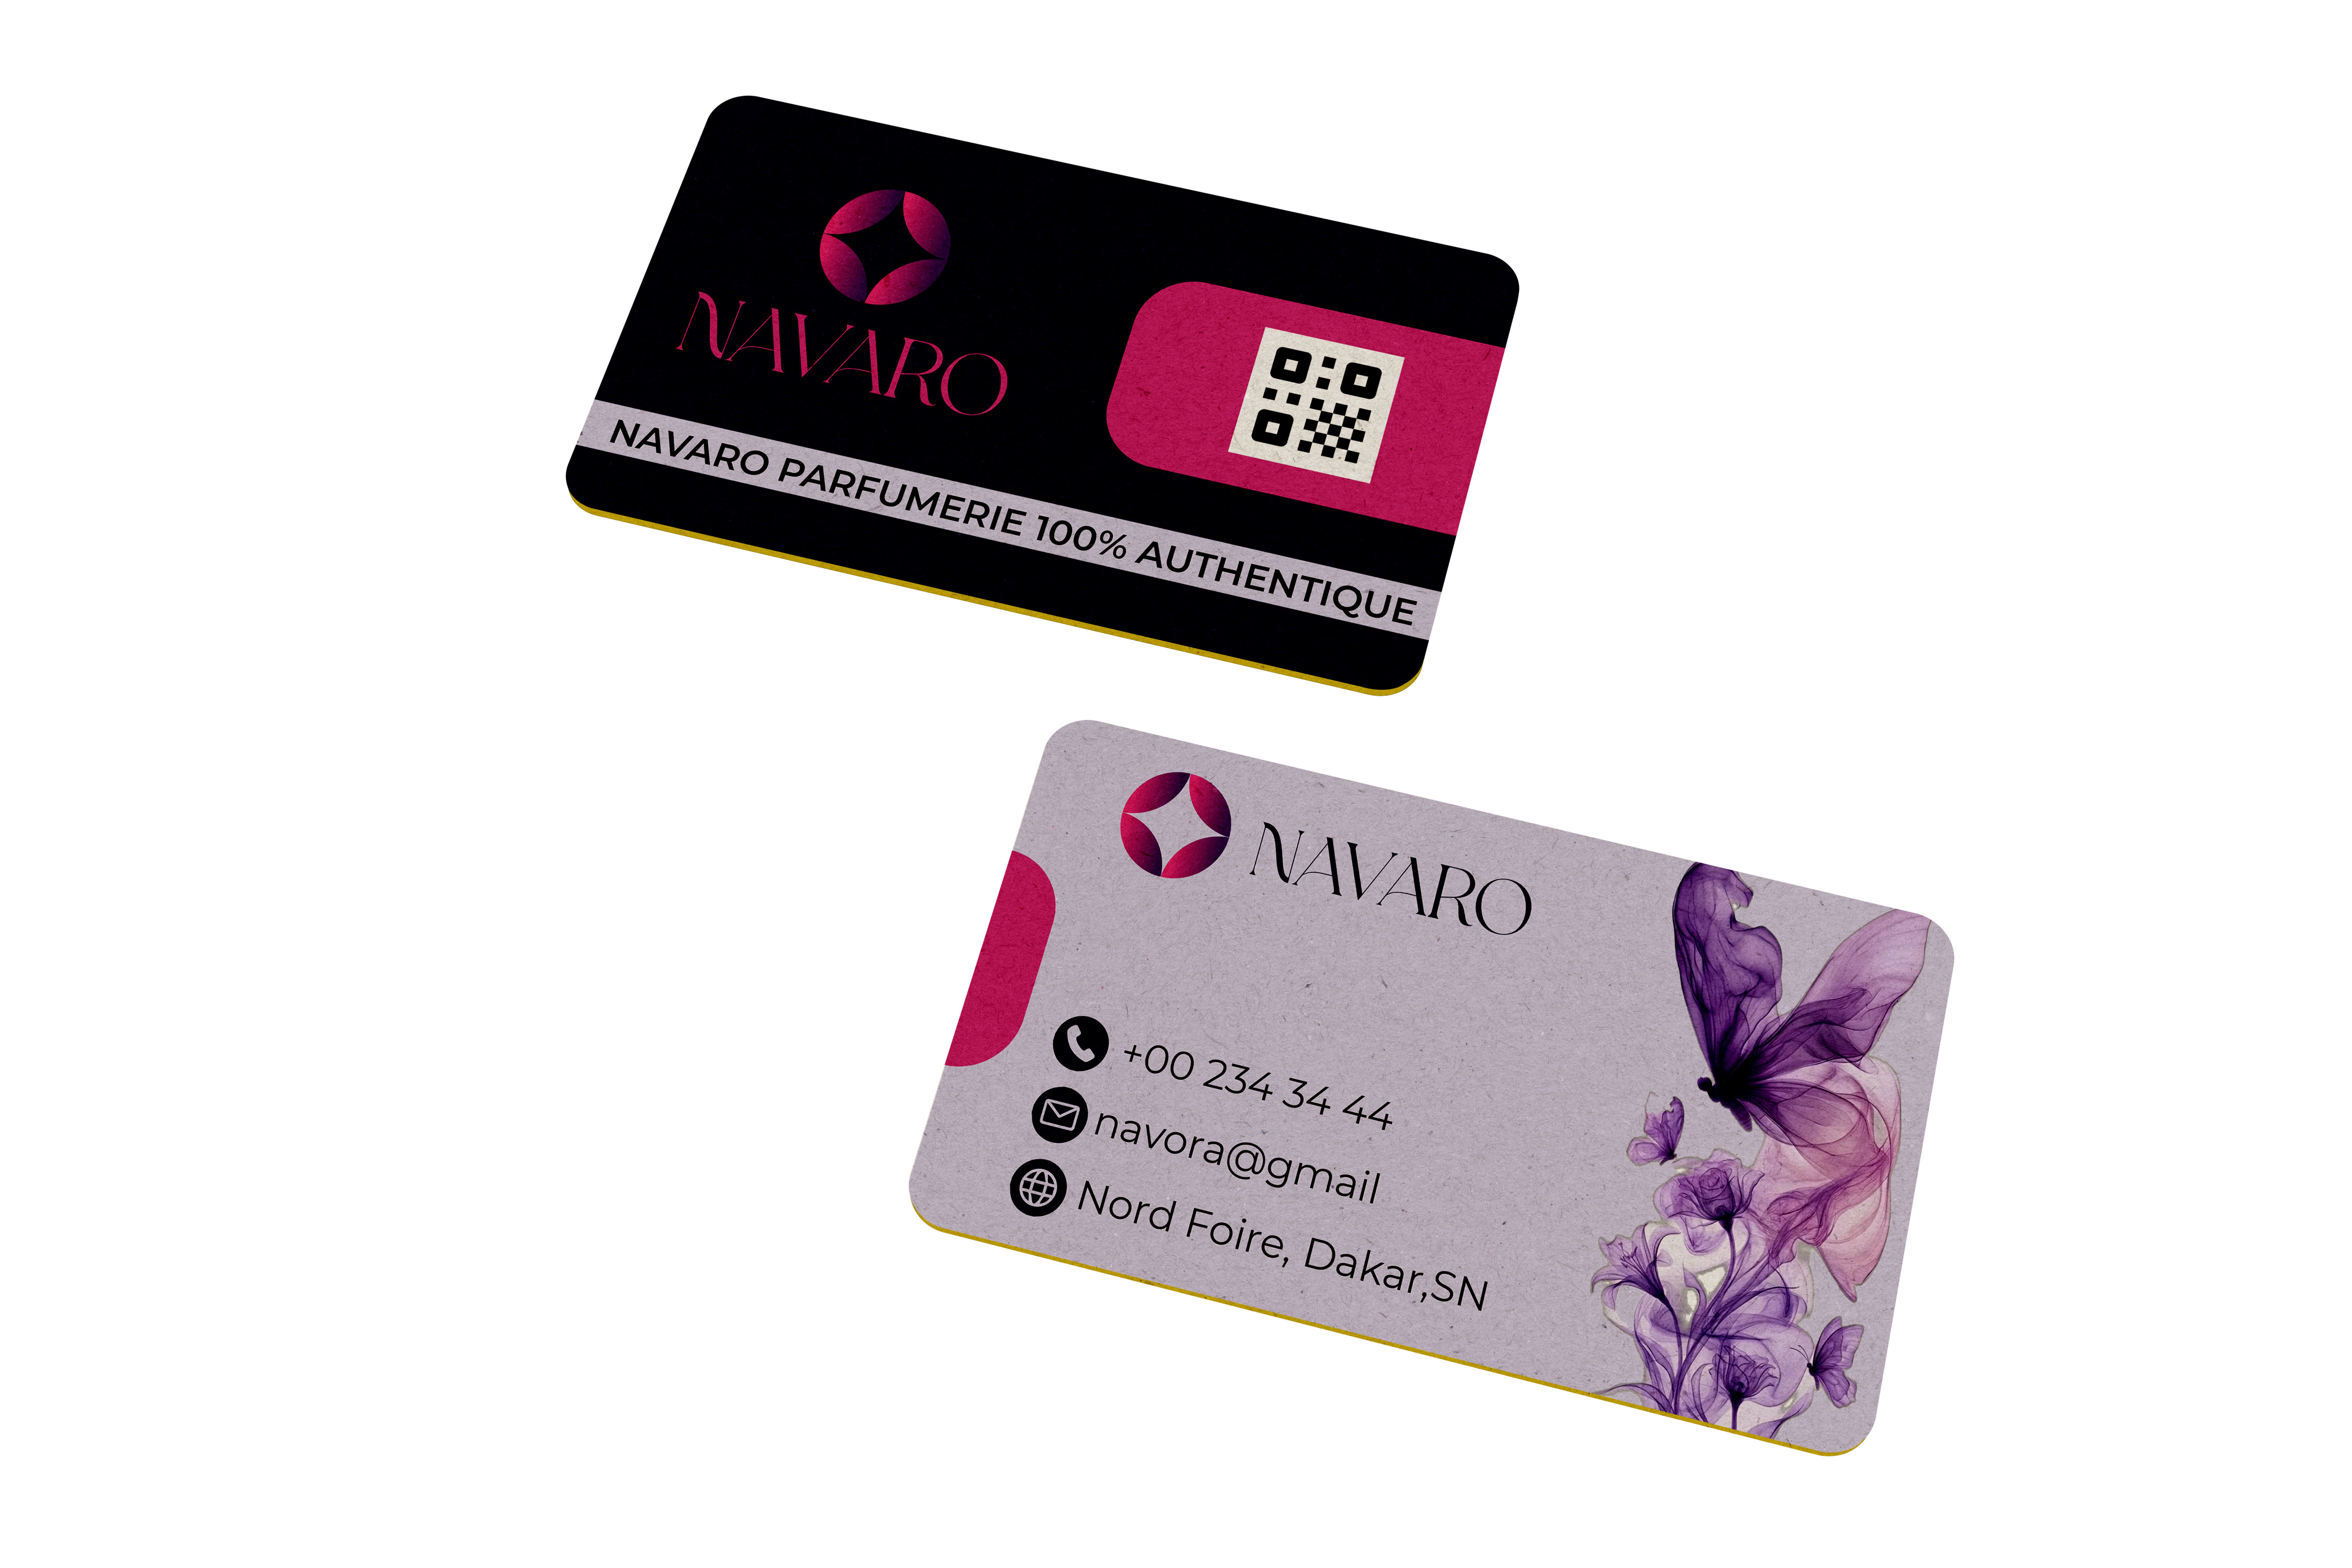 NAVARO
NAVARO PARFUMERIE 100% AUTHENTIQUE
NAVARO
+00 234 34 44
navora@gmail
Nord Foire, Dakar,SN